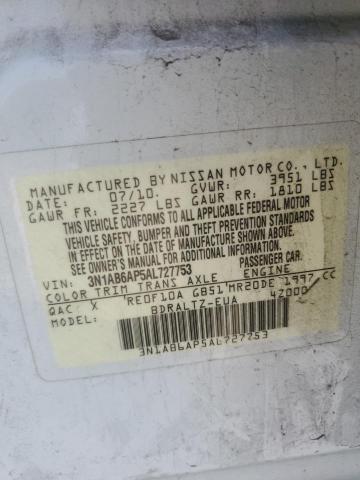 MANUFACTURED BY NISSAN MOTOR CO., LTD.
DATE: 07/10. GVWR: 3951 LBS
GAWR FR: 2227 LBS GAWR RR: 1810 LBS
THIS VEHICLE CONFORMS TO ALL APPLICABLE FEDERAL MOTOR
VEHICLE SAFETY, BUMPER AND THEFT PREVENTION STANDARDS
IN EFFECT ON THE DATE OF MANUFACTURE SHOWN ABOVE.
SEE OWNER'S MANUAL FOR ADDITIONAL INFORMATION.
VIN: 3N1AB6AP5AL727753 PASSENGER CAR.
COLOR TRIM TRANS AXLE ENGINE
QAC X RE0F10A GB51 MR20DE 1997 CC
MODEL: BDRALTZ-EUA 42000
3N1AB6AP5AL727753